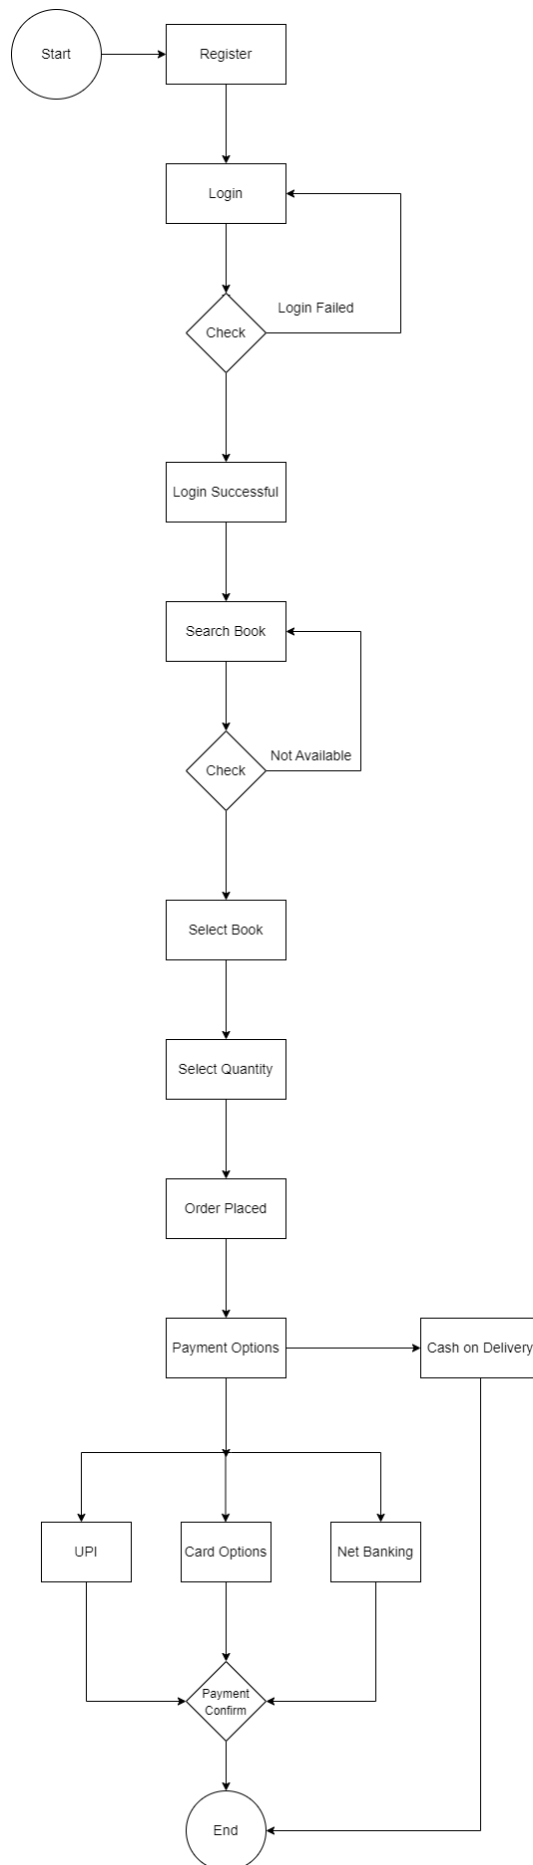 Start
Register
Login
Login Failed
Check
Login Successful
Search Book
Not Available
Check
Select Book
Select Quantity
Order Placed
Payment Options
Cash on Delivery
UPI
Card Options
Net Banking
Payment
Confirm
End